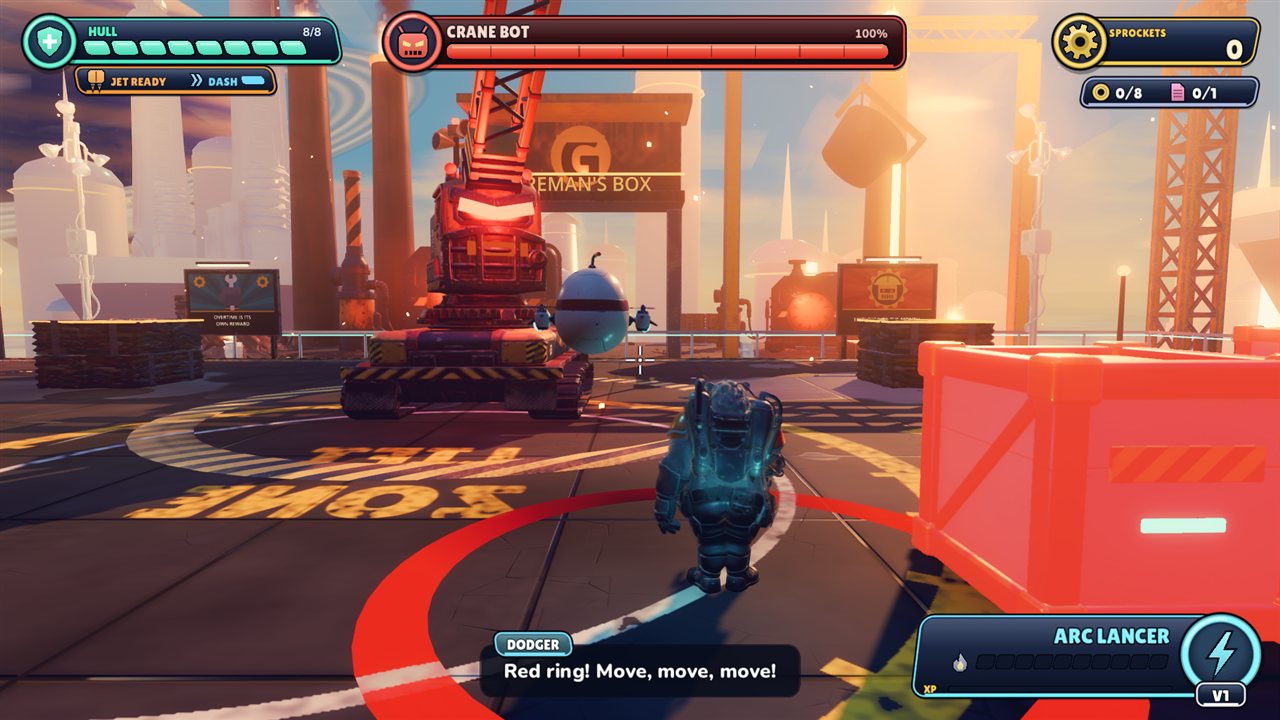 HULL
8/8
CRANE BOT
100%
SPROCKETS
0
JET READY
DASH
0/8
0/1
G
REMAN'S BOX
OVERTIME IS ITS
OWN REWARD
ZONE
DODGER
Red ring! Move, move, move!
ARC LANCER
XP
V1